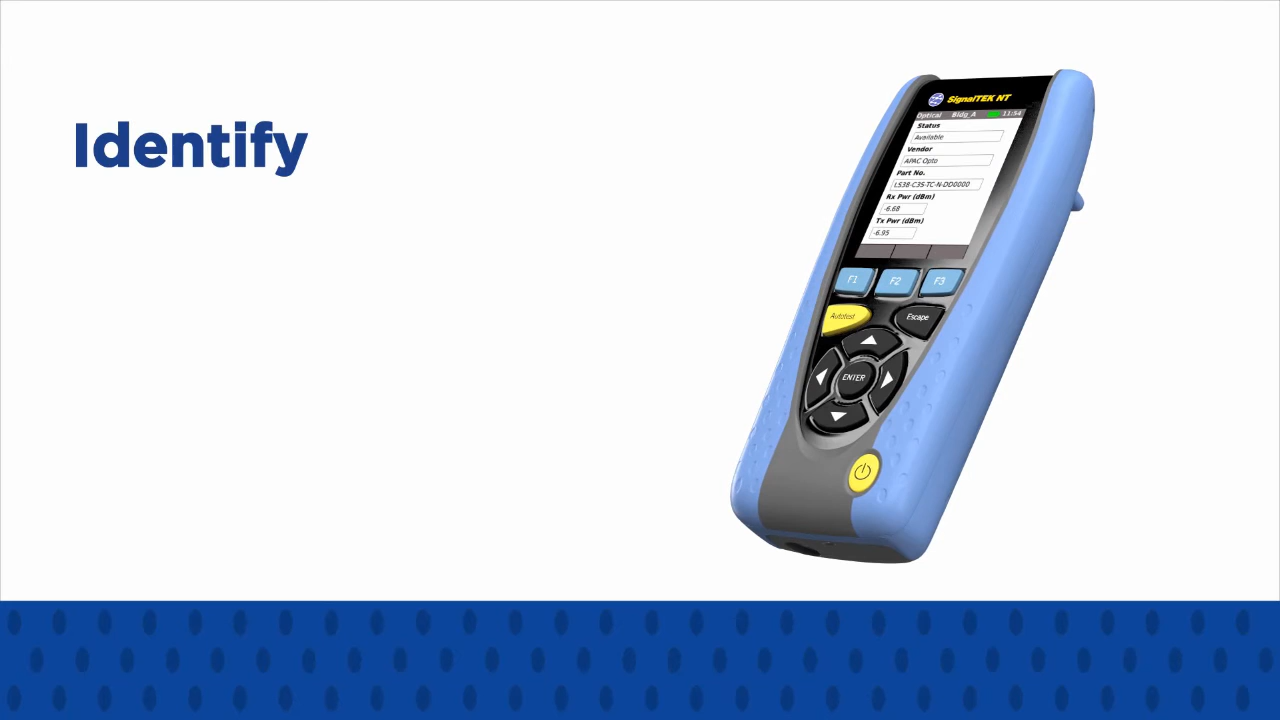 Identify
SignalTEK NT
Optical Bldg_A 11:54
Status
Available
Vendor
APAC Opto
Part No.
LS38-C3S-TC-N-DD0000
Rx Pwr (dBm)
-6.68
Tx Pwr (dBm)
-6.95
F1 F2 F3
Autotest Escape
ENTER